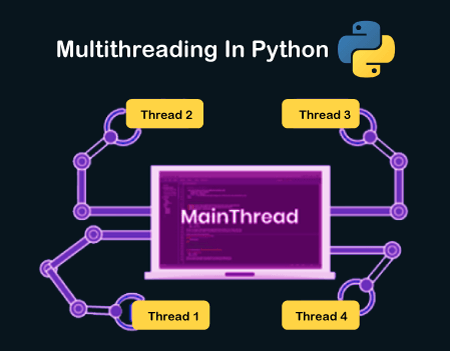 Multithreading In Python
Thread 2
Thread 3
MainThread
Thread 1
Thread 4